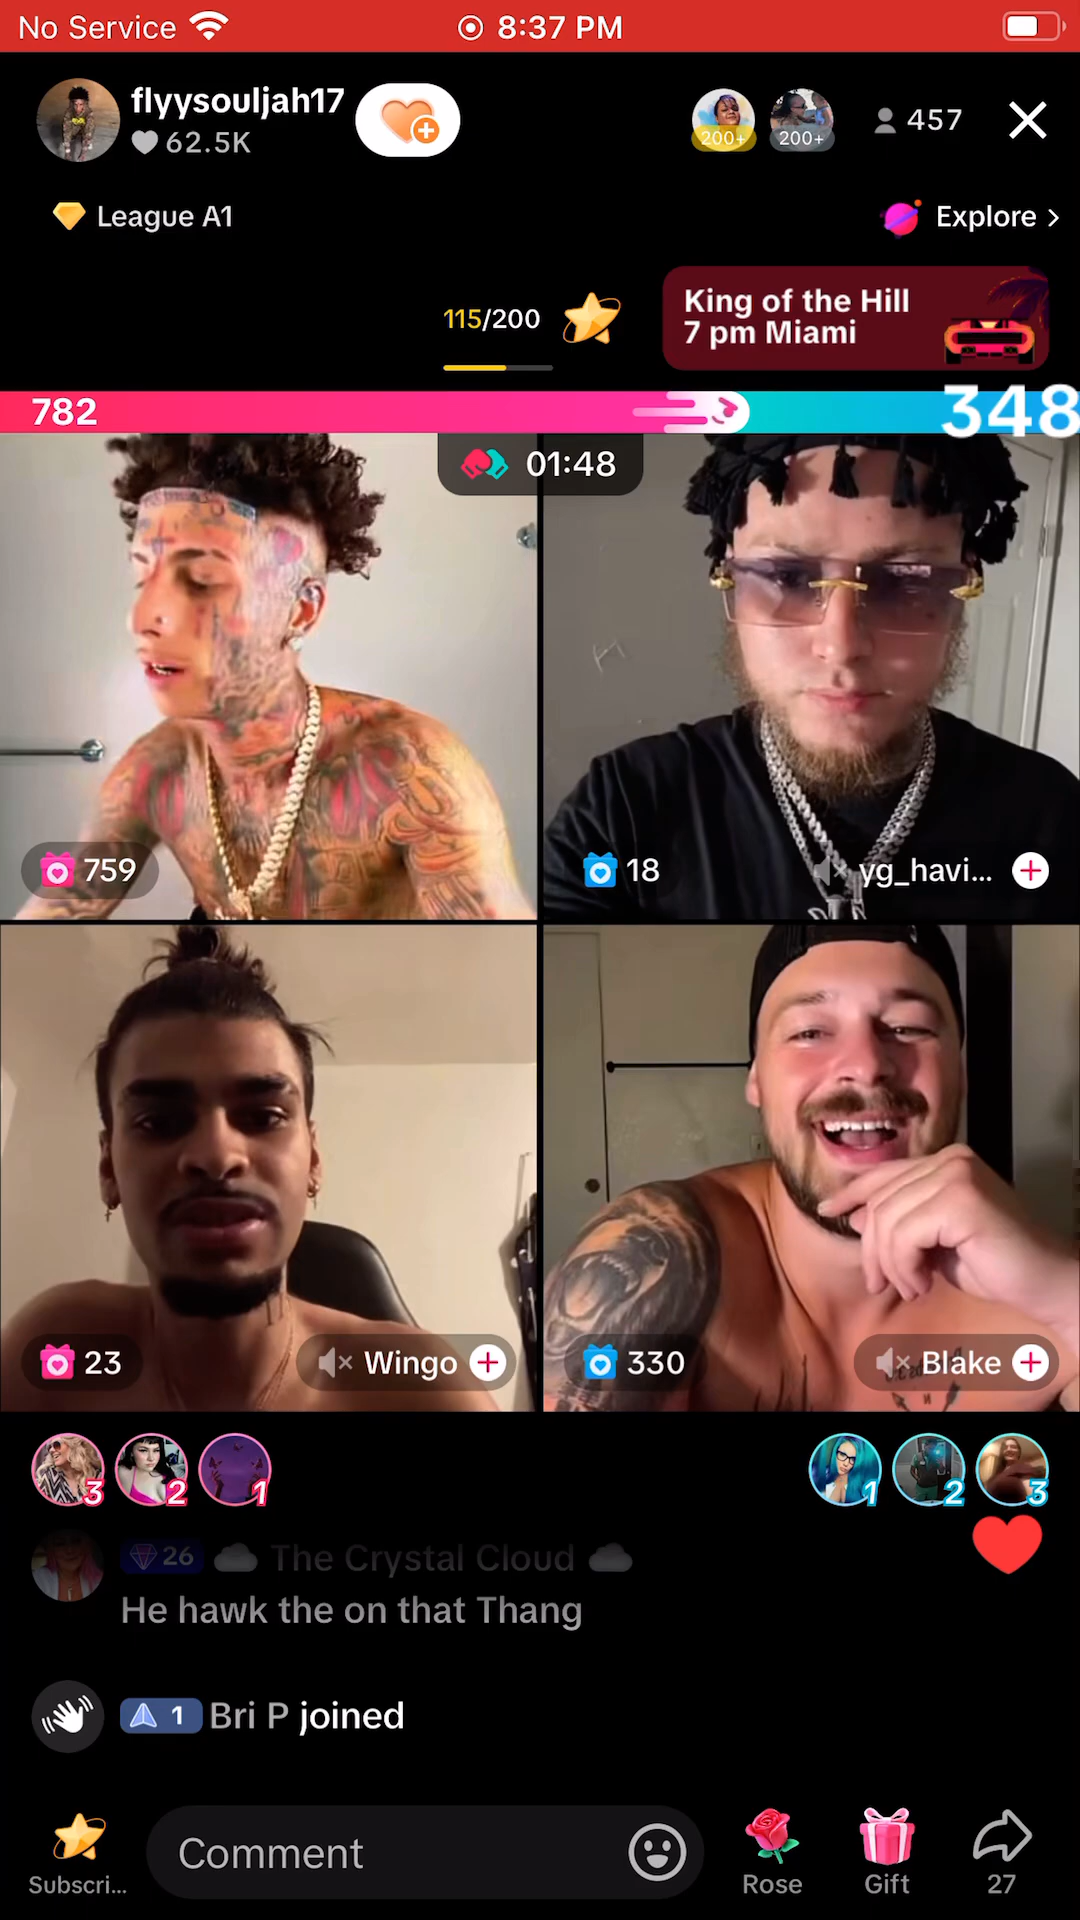 No Service 8:37 PM
flyysouljah17
62.5K
200+ 200+ 457
League A1
Explore >
115/200
King of the Hill
7 pm Miami
782 348
01:48
759
18 yg_havi...
23 Wingo
330 Blake
3 2 1 1 2 3
26 The Crystal Cloud
He hawk the on that Thang
1 Bri P joined
Comment
Subscri... Rose Gift 27